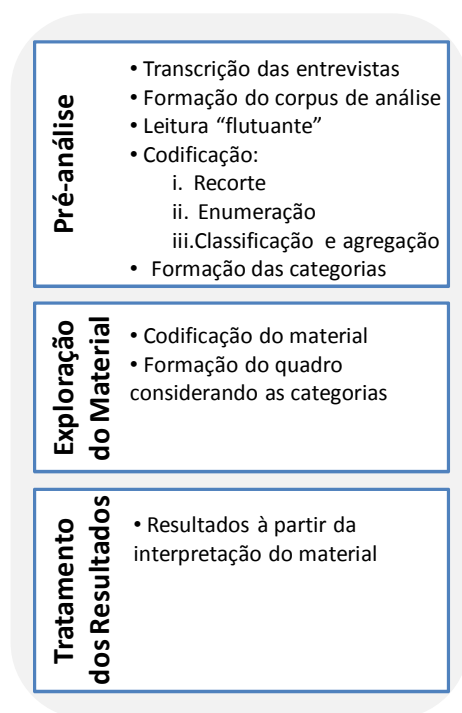 Pré-análise
• Transcrição das entrevistas
• Formação do corpus de análise
• Leitura “flutuante”
• Codificação:
i. Recorte
ii. Enumeração
iii.Classificação e agregação
• Formação das categorias
Exploração
do Material
• Codificação do material
• Formação do quadro
considerando as categorias
Tratamento
dos Resultados
• Resultados à partir da
interpretação do material